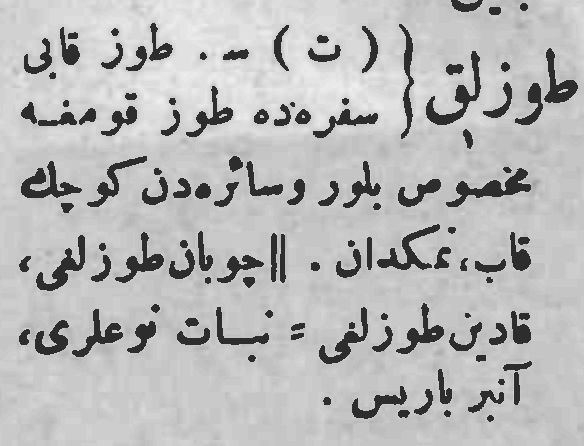 طوزلق { ( ت ) – . طوز قابی
سفره‌ده طوز قومغه
مخصوص بلور وسائره‌دن کوچك
قاب، نمکدان . || چوبان طوزلغی،
قادین طوزلغی = نبات نوعلری،
آنبر باریس .